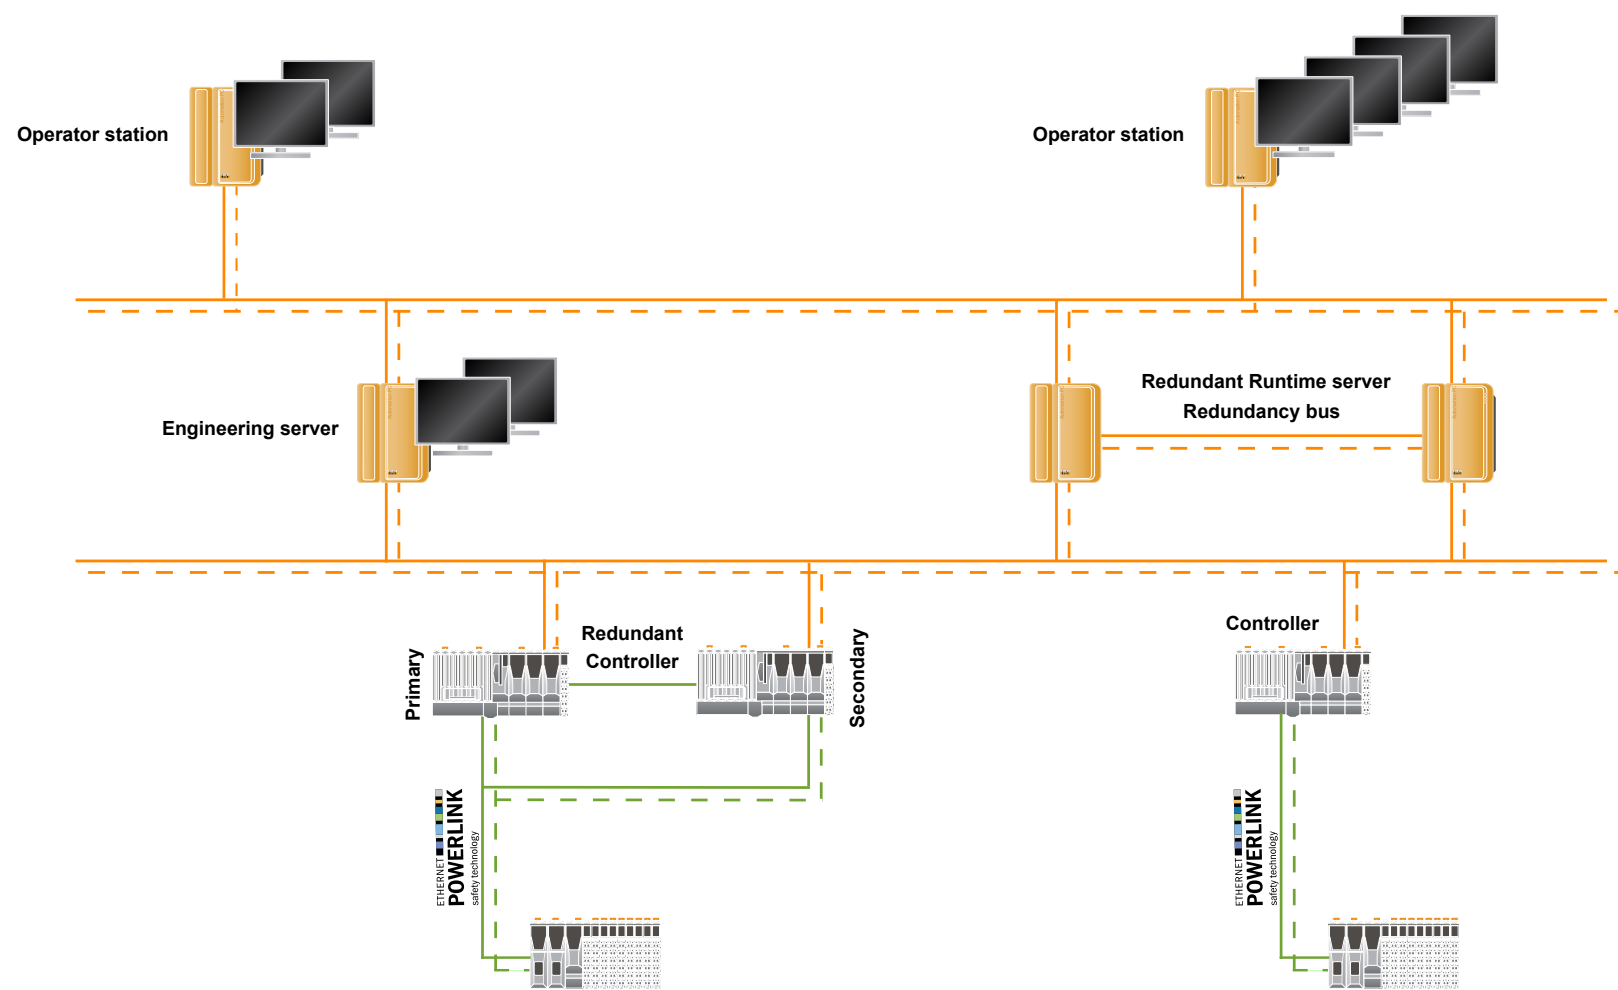 Operator station
Operator station
Redundant Runtime server
Redundancy bus
Engineering server
Redundant
Controller
Controller
Primary
Secondary
ETHERNET
POWERLINK
safety technology
ETHERNET
POWERLINK
safety technology